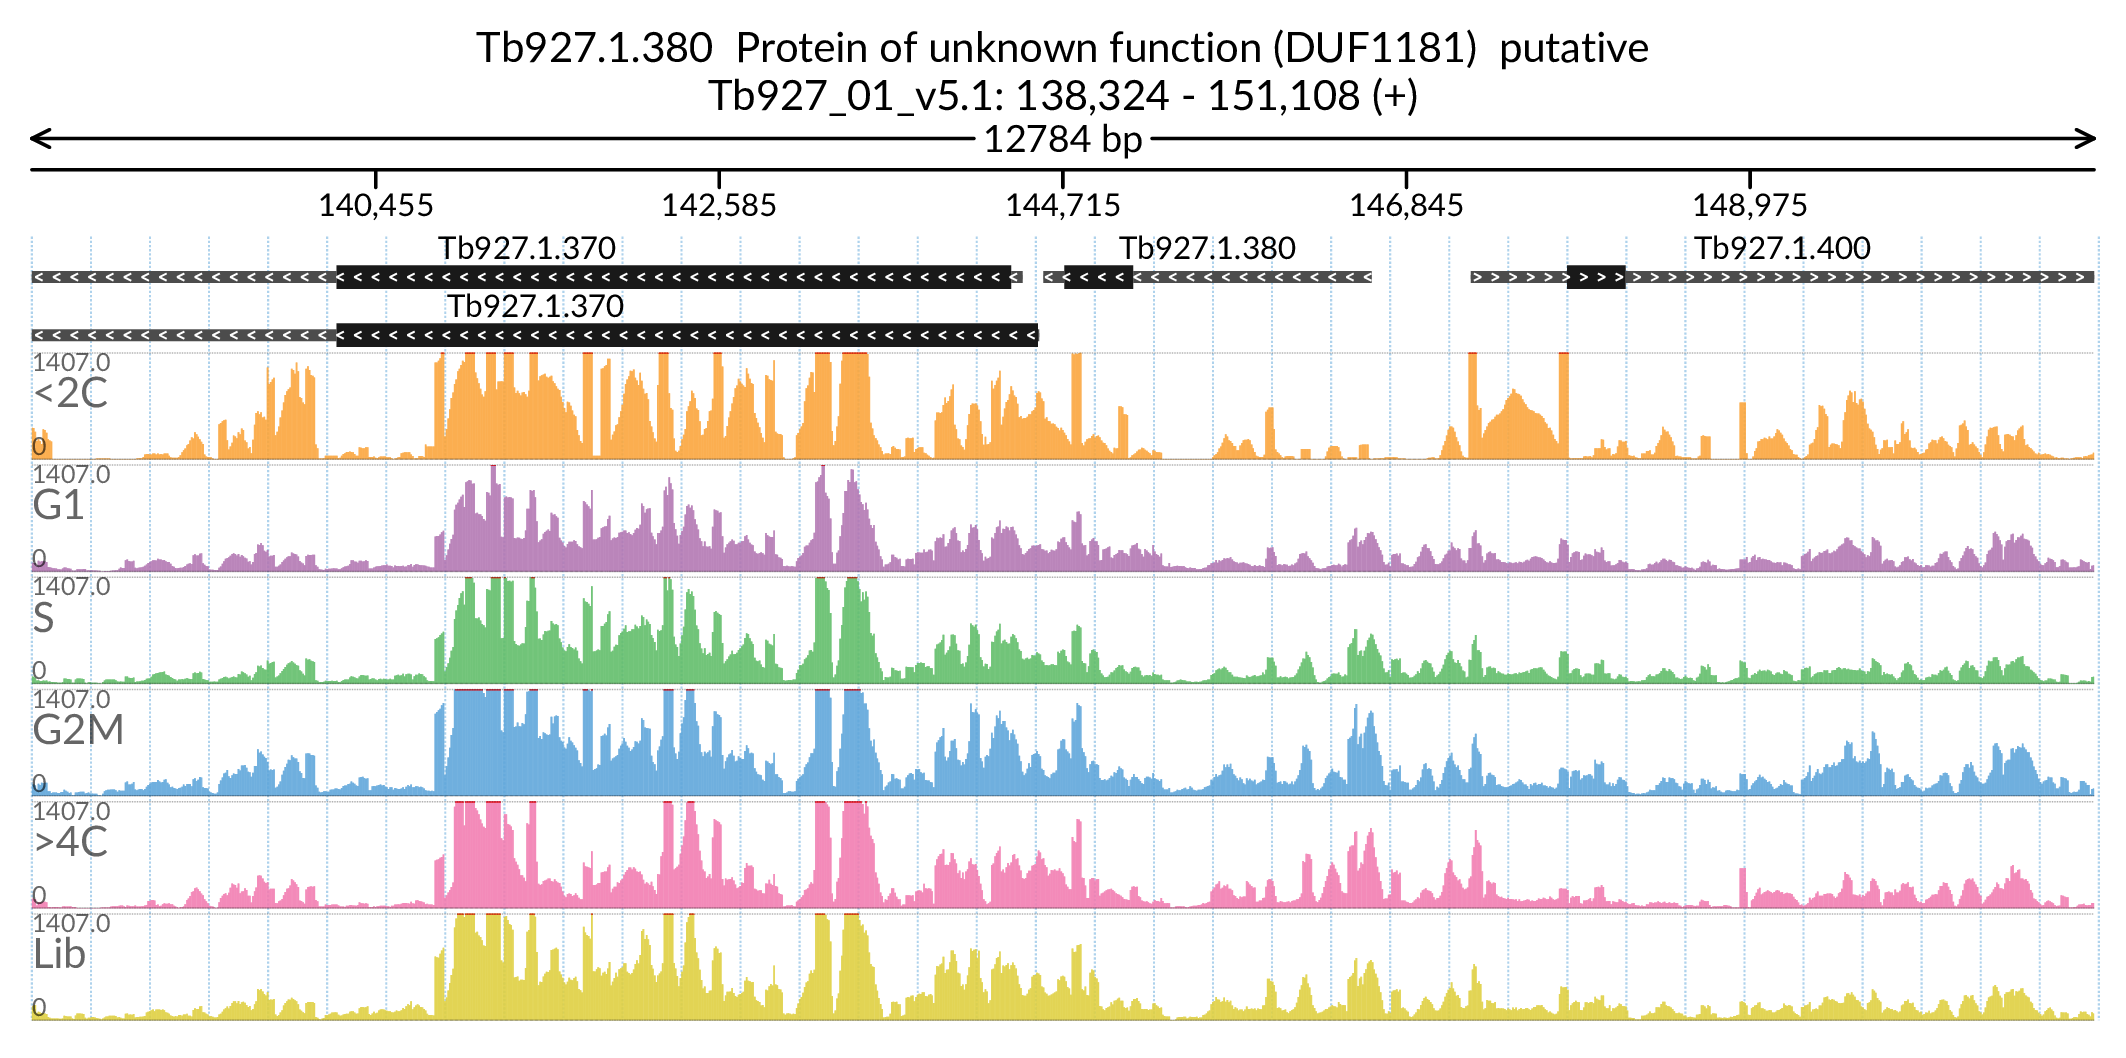 Tb927.1.380  Protein of unknown function (DUF1181)  putative
Tb927_01_v5.1: 138,324 - 151,108 (+)
12784 bp
140,455 142,585 144,715 146,845 148,975
Tb927.1.370 Tb927.1.380 Tb927.1.400
Tb927.1.370
1407.0
<2C
0
1407.0
G1
0
1407.0
S
0
1407.0
G2M
0
1407.0
>4C
0
1407.0
Lib
0